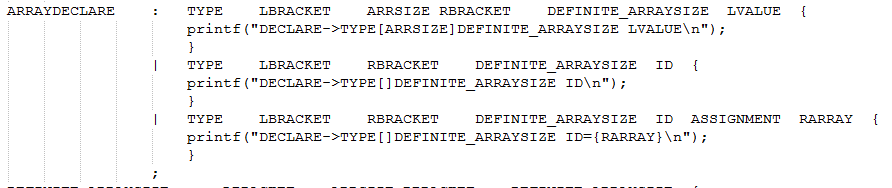 ARRAYDECLARE : TYPE LBRACKET ARRSIZE RBRACKET DEFINITE_ARRAYSIZE LVALUE {
printf("DECLARE->TYPE[ARRSIZE]DEFINITE_ARRAYSIZE LVALUE\n");
}
| TYPE LBRACKET RBRACKET DEFINITE_ARRAYSIZE ID {
printf("DECLARE->TYPE[]DEFINITE_ARRAYSIZE ID\n");
}
| TYPE LBRACKET RBRACKET DEFINITE_ARRAYSIZE ID ASSIGNMENT RARRAY {
printf("DECLARE->TYPE[]DEFINITE_ARRAYSIZE ID={RARRAY}\n");
}
;